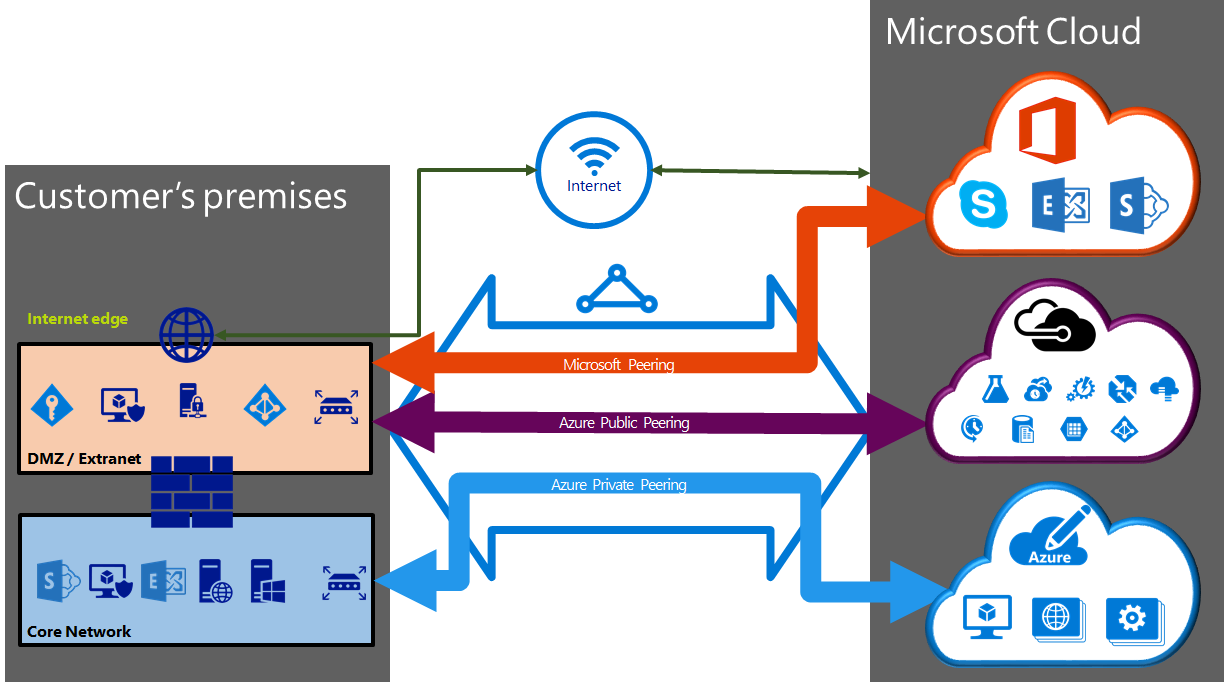 Microsoft Cloud
Customer's premises
Internet
Internet edge
Microsoft Peering
Azure Public Peering
DMZ / Extranet
Azure Private Peering
Azure
Core Network
S
E
S
S
E